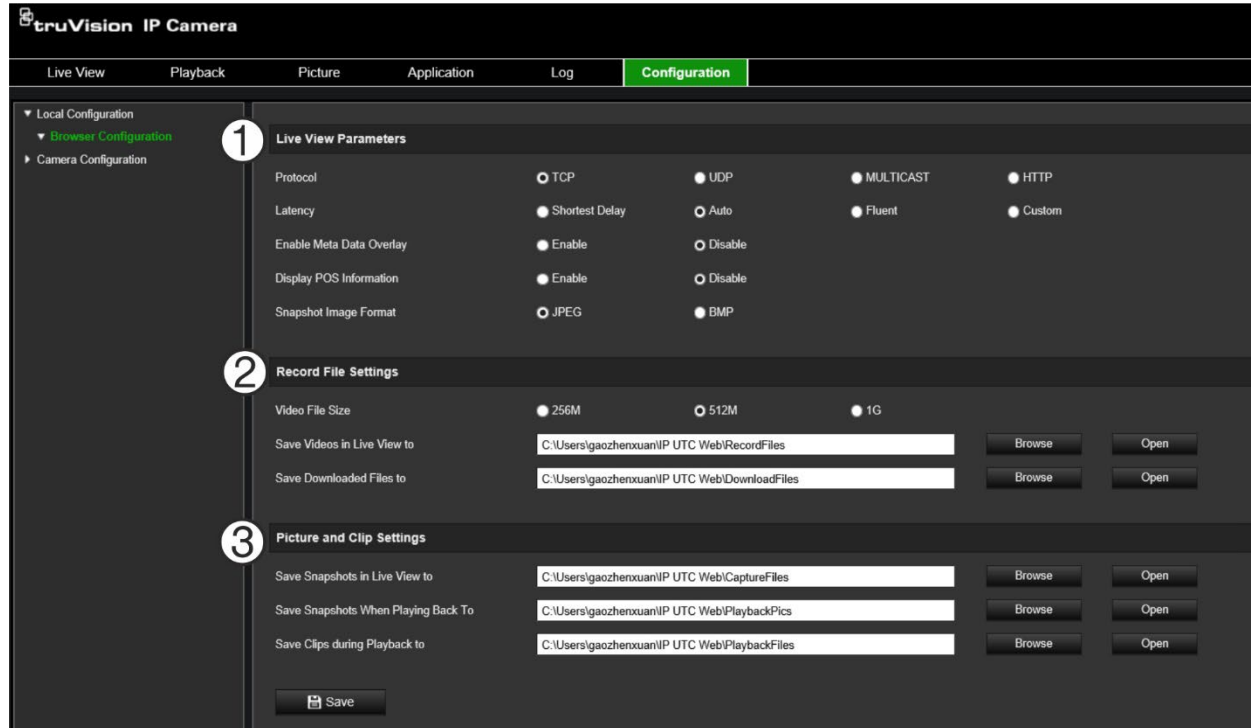 truVision IP Camera
Live View Playback Picture Application Log Configuration
Local Configuration
Browser Configuration
Camera Configuration
1 Live View Parameters
Protocol TCP UDP MULTICAST HTTP
Latency Shortest Delay Auto Fluent Custom
Enable Meta Data Overlay Enable Disable
Display POS Information Enable Disable
Snapshot Image Format JPEG BMP
2 Record File Settings
Video File Size 256M 512M 1G
Save Videos in Live View to C:\Users\gaozhenxuan\IP UTC Web\RecordFiles Browse Open
Save Downloaded Files to C:\Users\gaozhenxuan\IP UTC Web\DownloadFiles Browse Open
3 Picture and Clip Settings
Save Snapshots in Live View to C:\Users\gaozhenxuan\IP UTC Web\CaptureFiles Browse Open
Save Snapshots When Playing Back To C:\Users\gaozhenxuan\IP UTC Web\PlaybackPics Browse Open
Save Clips during Playback to C:\Users\gaozhenxuan\IP UTC Web\PlaybackFiles Browse Open
Save